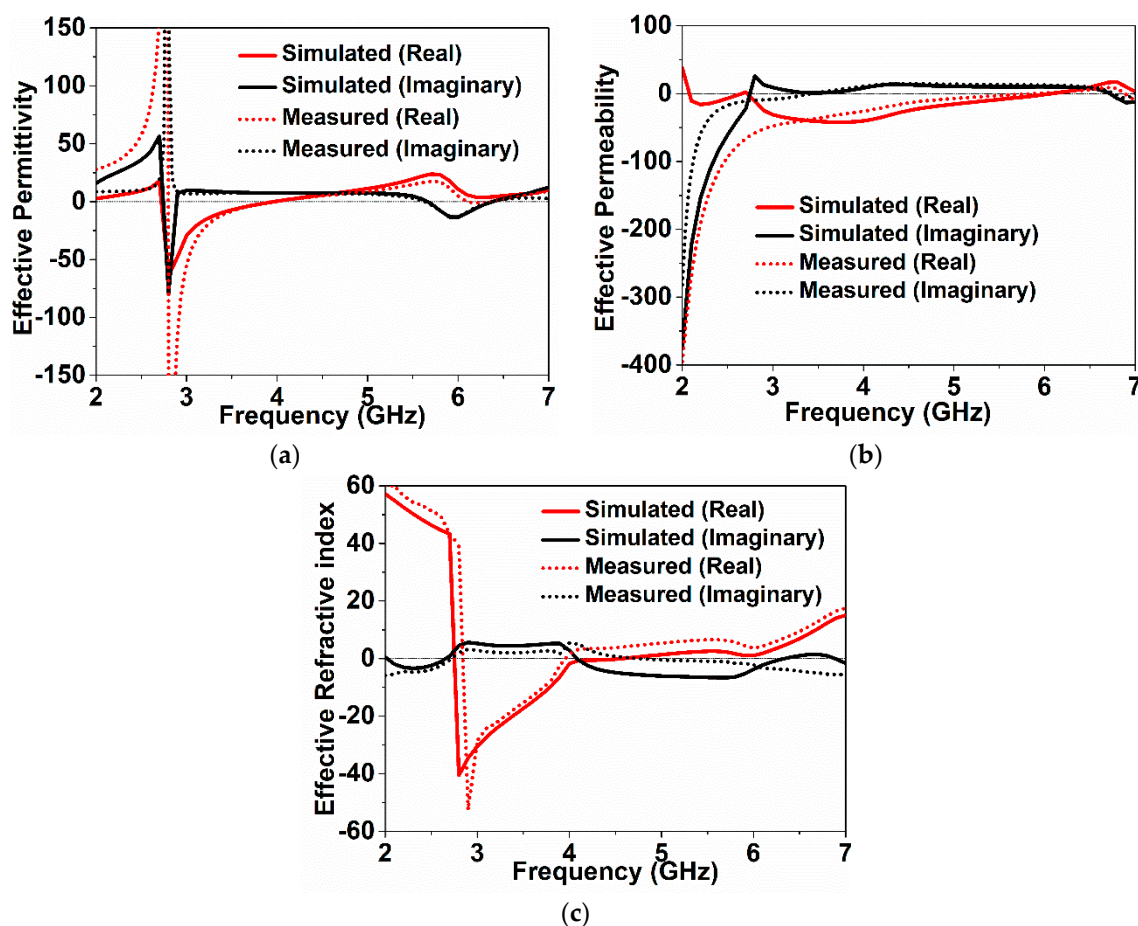 150
100
50
0
-50
-100
-150
Effective Permittivity
Simulated (Real)
Simulated (Imaginary)
Measured (Real)
Measured (Imaginary)
2 3 4 5 6 7
Frequency (GHz)
(a)
100
0
-100
-200
-300
-400
Effective Permeability
Simulated (Real)
Simulated (Imaginary)
Measured (Real)
Measured (Imaginary)
2 3 4 5 6 7
Frequency (GHz)
(b)
60
40
20
0
-20
-40
-60
Effective Refractive index
Simulated (Real)
Simulated (Imaginary)
Measured (Real)
Measured (Imaginary)
2 3 4 5 6 7
Frequency (GHz)
(c)